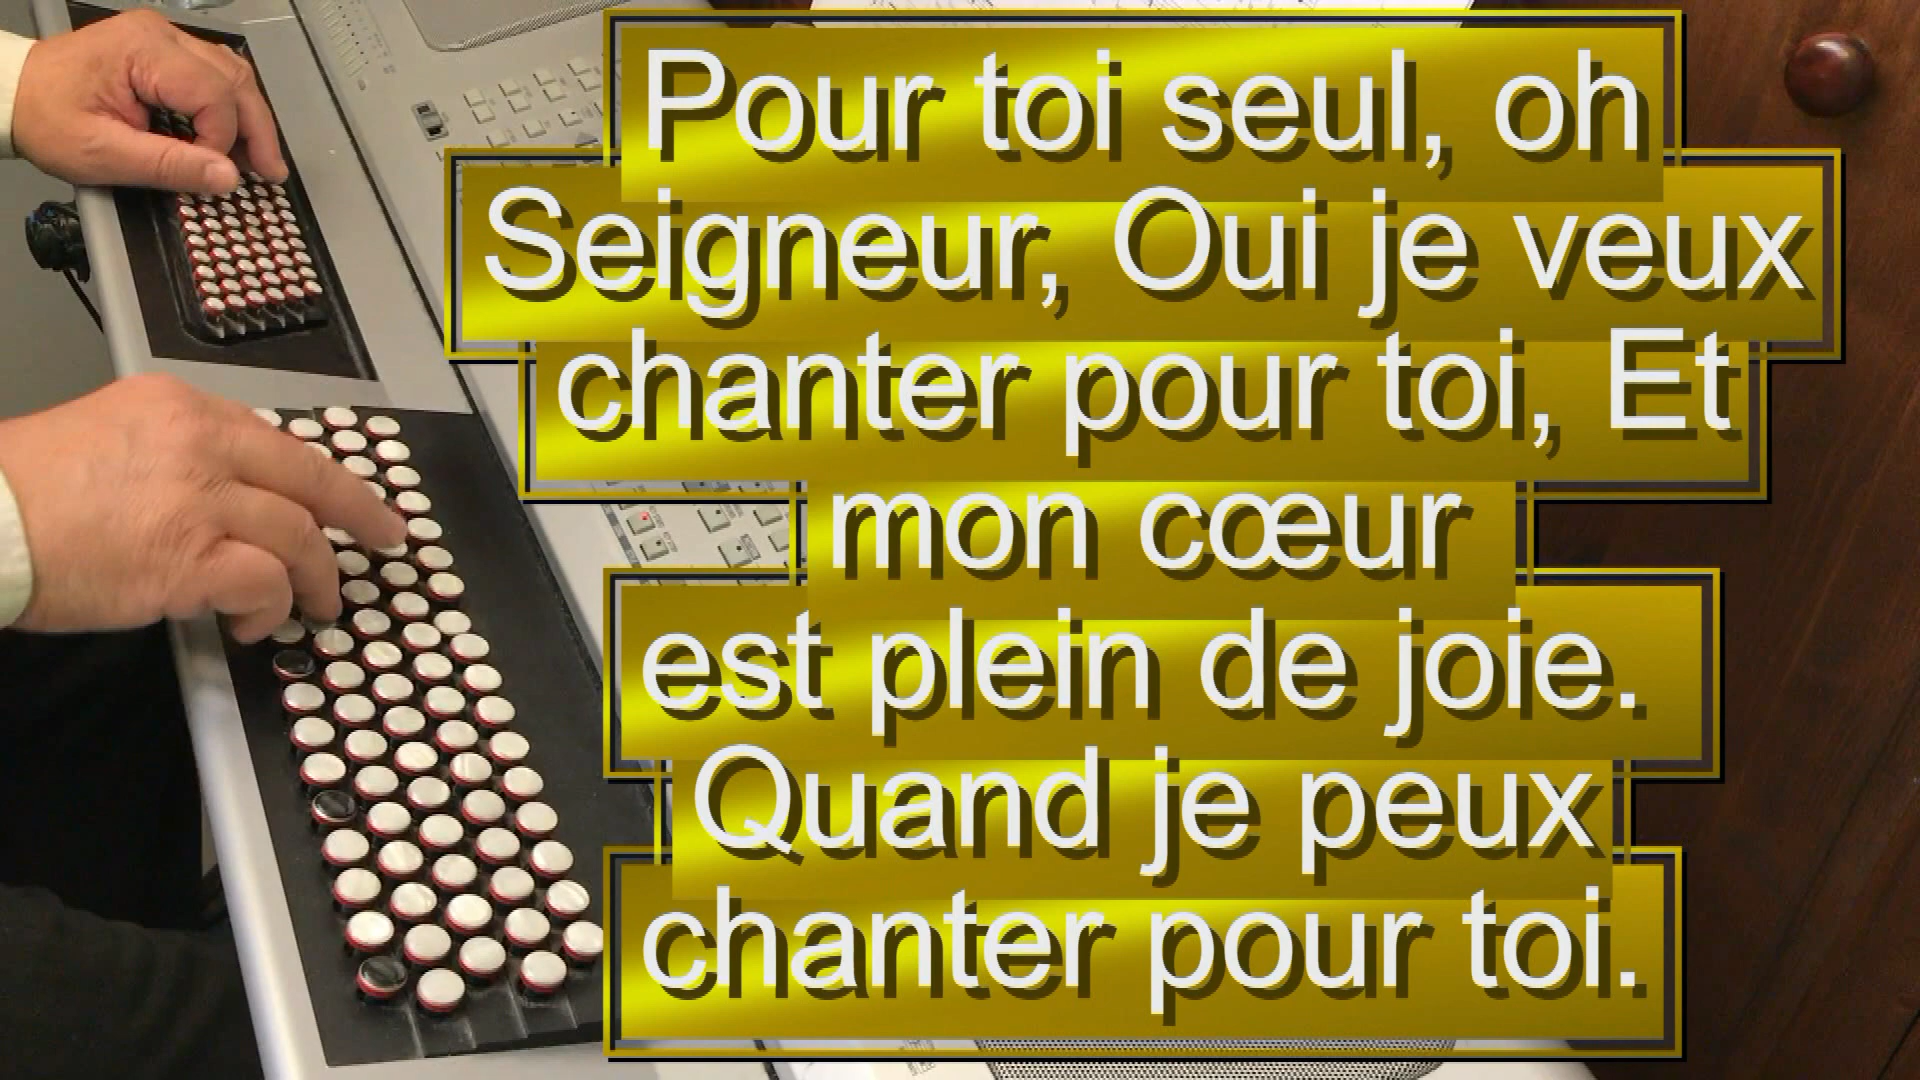 Pour toi seul, oh
Seigneur, Oui je veux
chanter pour toi, Et
mon cœur
est plein de joie.
Quand je peux
chanter pour toi.